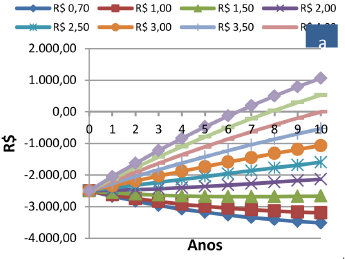 R$ 0,70 R$ 1,00 R$ 1,50 R$ 2,00
R$ 2,50 R$ 3,00 R$ 3,50
a
2.000,00
1.000,00
0,00
0 1 2 3 4 5 6 7 8 9 10
-1.000,00
-2.000,00
-3.000,00
-4.000,00
R$
Anos